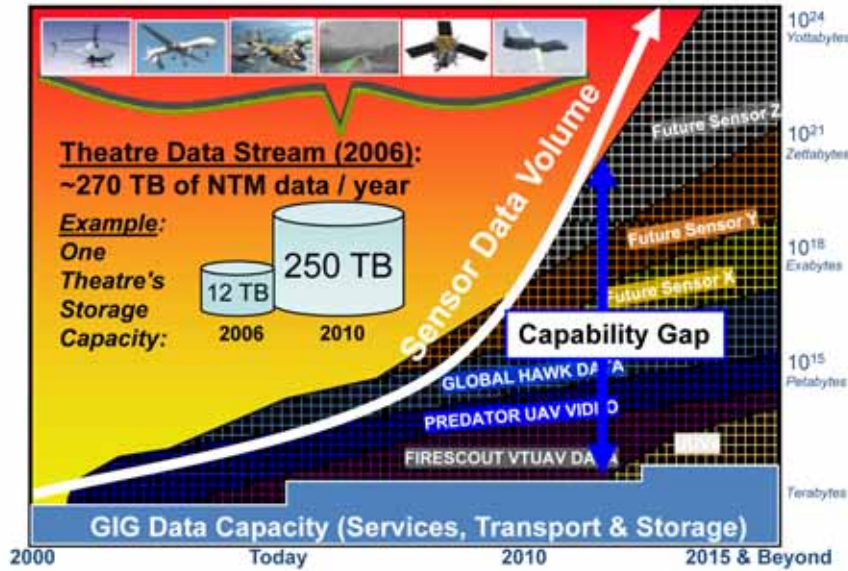 10²⁴
Yottabytes
Future Sensor Z
10²¹
Zettabytes
Theatre Data Stream (2006):
~270 TB of NTM data / year
Example:
One
Theatre's
Storage
Capacity:
12 TB
2006
250 TB
2010
Sensor Data Volume
Future Sensor Y
10¹⁸
Exabytes
Future Sensor X
Capability Gap
10¹⁵
Petabytes
GLOBAL HAWK DATA
PREDATOR UAV VIDEO
FIRESCOUT VTUAV DATA
Terabytes
GIG Data Capacity (Services, Transport & Storage)
2000
Today
2010
2015 & Beyond